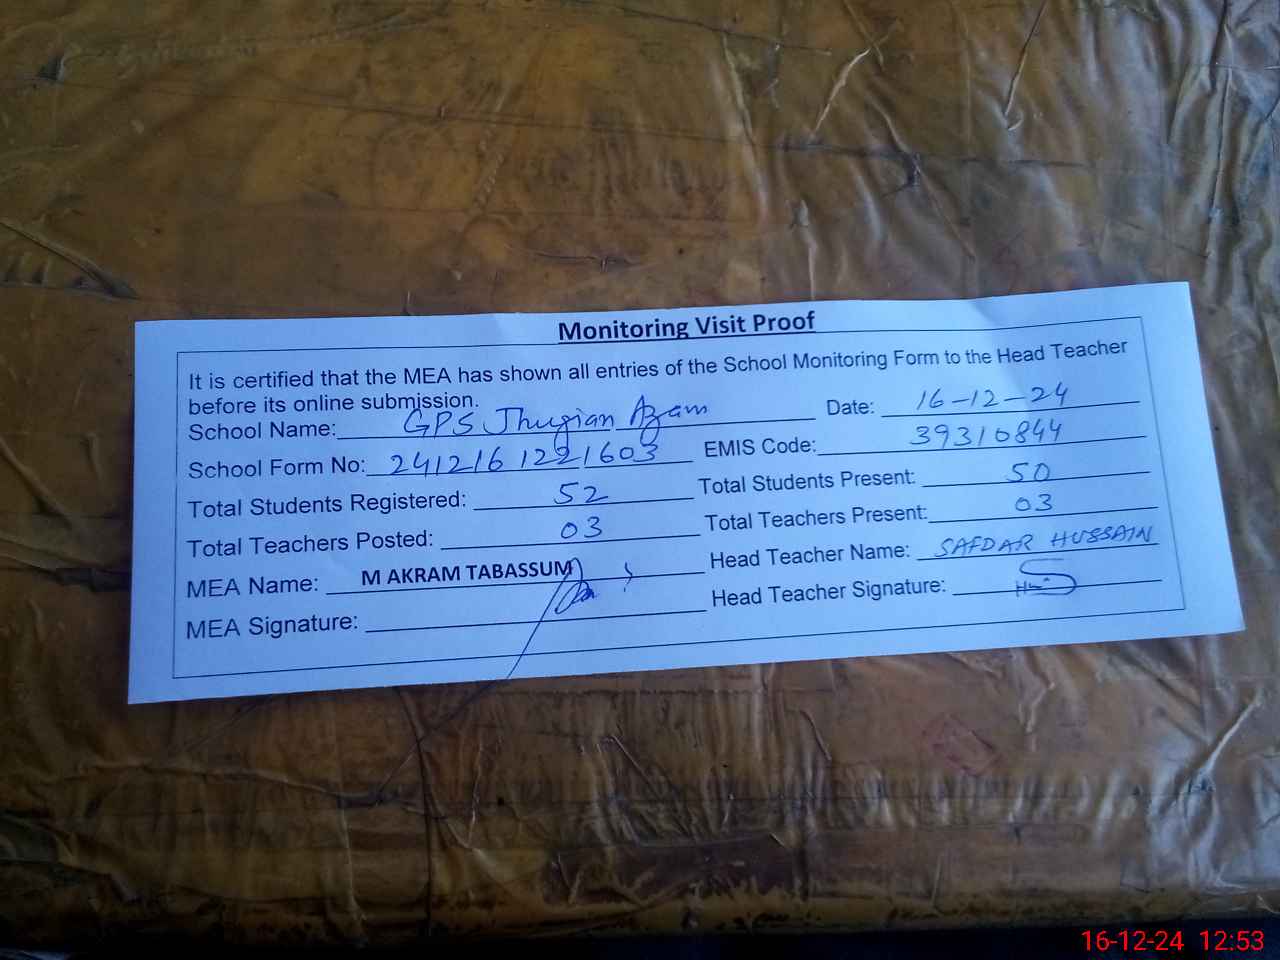 Monitoring Visit Proof
It is certified that the MEA has shown all entries of the School Monitoring Form to the Head Teacher
before its online submission.
School Name: GPS Jhugian Azam Date: 16-12-24
School Form No: 2412161221603 EMIS Code: 39310844
Total Students Registered: 52 Total Students Present: 50
Total Teachers Posted: 03 Total Teachers Present: 03
MEA Name: M AKRAM TABASSUM Head Teacher Name: SAFDAR HUSSAIN
MEA Signature: Head Teacher Signature:
16-12-24 12:53